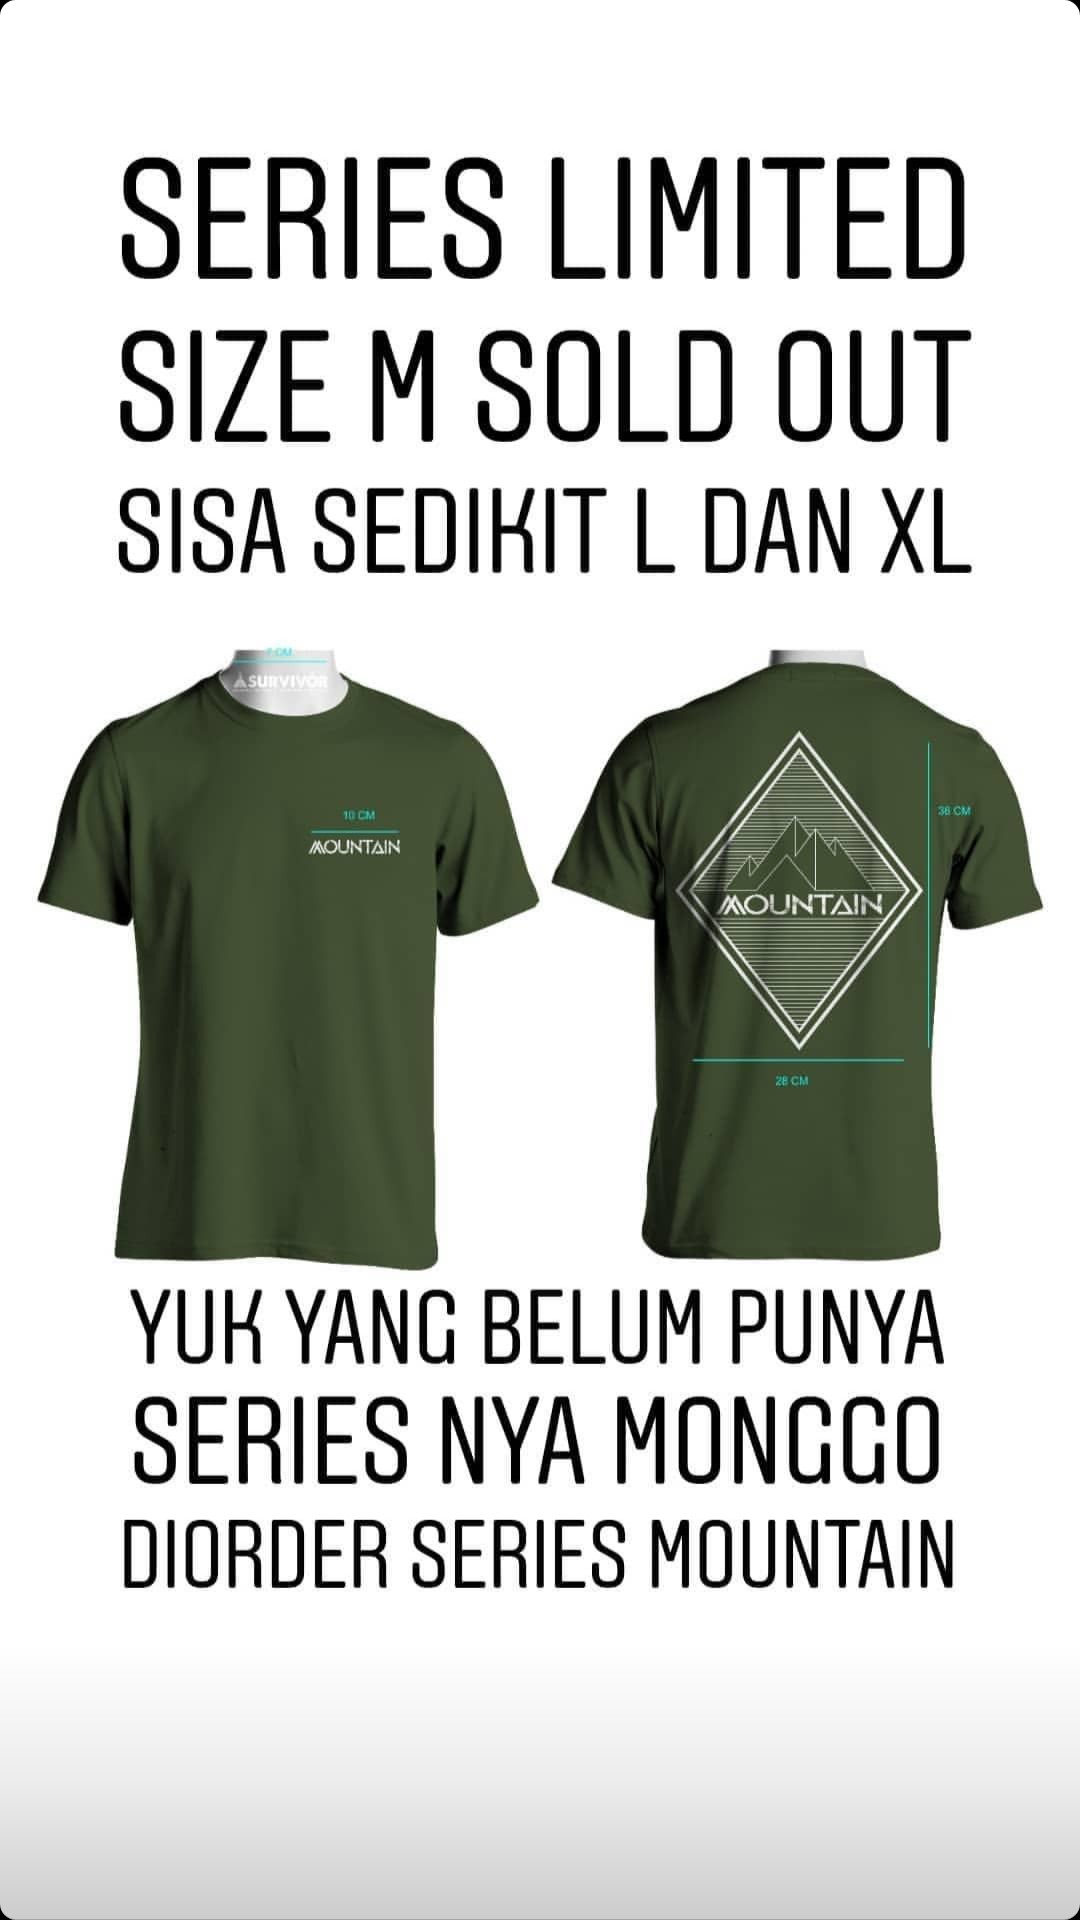 SERIES LIMITED
SIZE M SOLD OUT
SISA SEDIKIT L DAN XL
7 CM
SURVIVOR
10 CM
MOUNTAIN
36 CM
MOUNTAIN
28 CM
YUK YANG BELUM PUNYA
SERIES NYA MONGGO
DIORDER SERIES MOUNTAIN